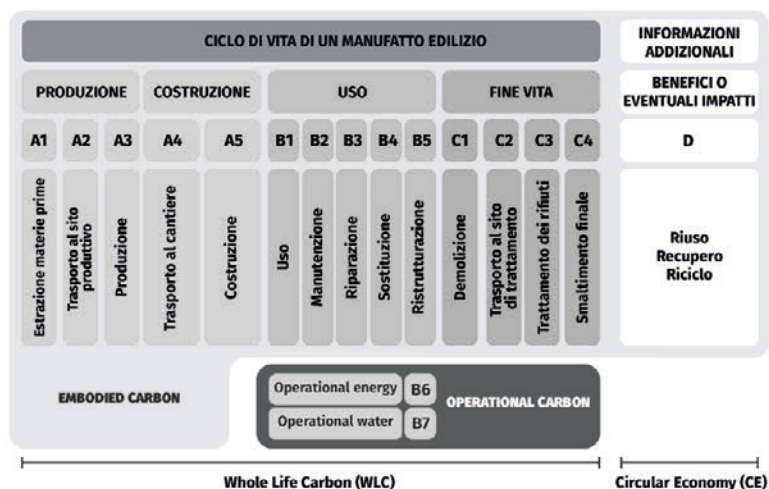 CICLO DI VITA DI UN MANUFATTO EDILIZIO
INFORMAZIONI
ADDIZIONALI
PRODUZIONE
COSTRUZIONE
USO
FINE VITA
BENEFICI O
EVENTUALI IMPATTI
A1
A2
A3
A4
A5
B1
B2
B3
B4
B5
C1
C2
C3
C4
D
Estrazione materie prime
Trasporto al sito
produttivo
Produzione
Trasporto al cantiere
Costruzione
Uso
Manutenzione
Riparazione
Sostituzione
Ristrutturazione
Demolizione
Trasporto al sito
di trattamento
Trattamento dei rifiuti
Smaltimento finale
Riuso
Recupero
Riciclo
EMBODIED CARBON
Operational energy
B6
Operational water
B7
OPERATIONAL CARBON
Whole Life Carbon (WLC)
Circular Economy (CE)